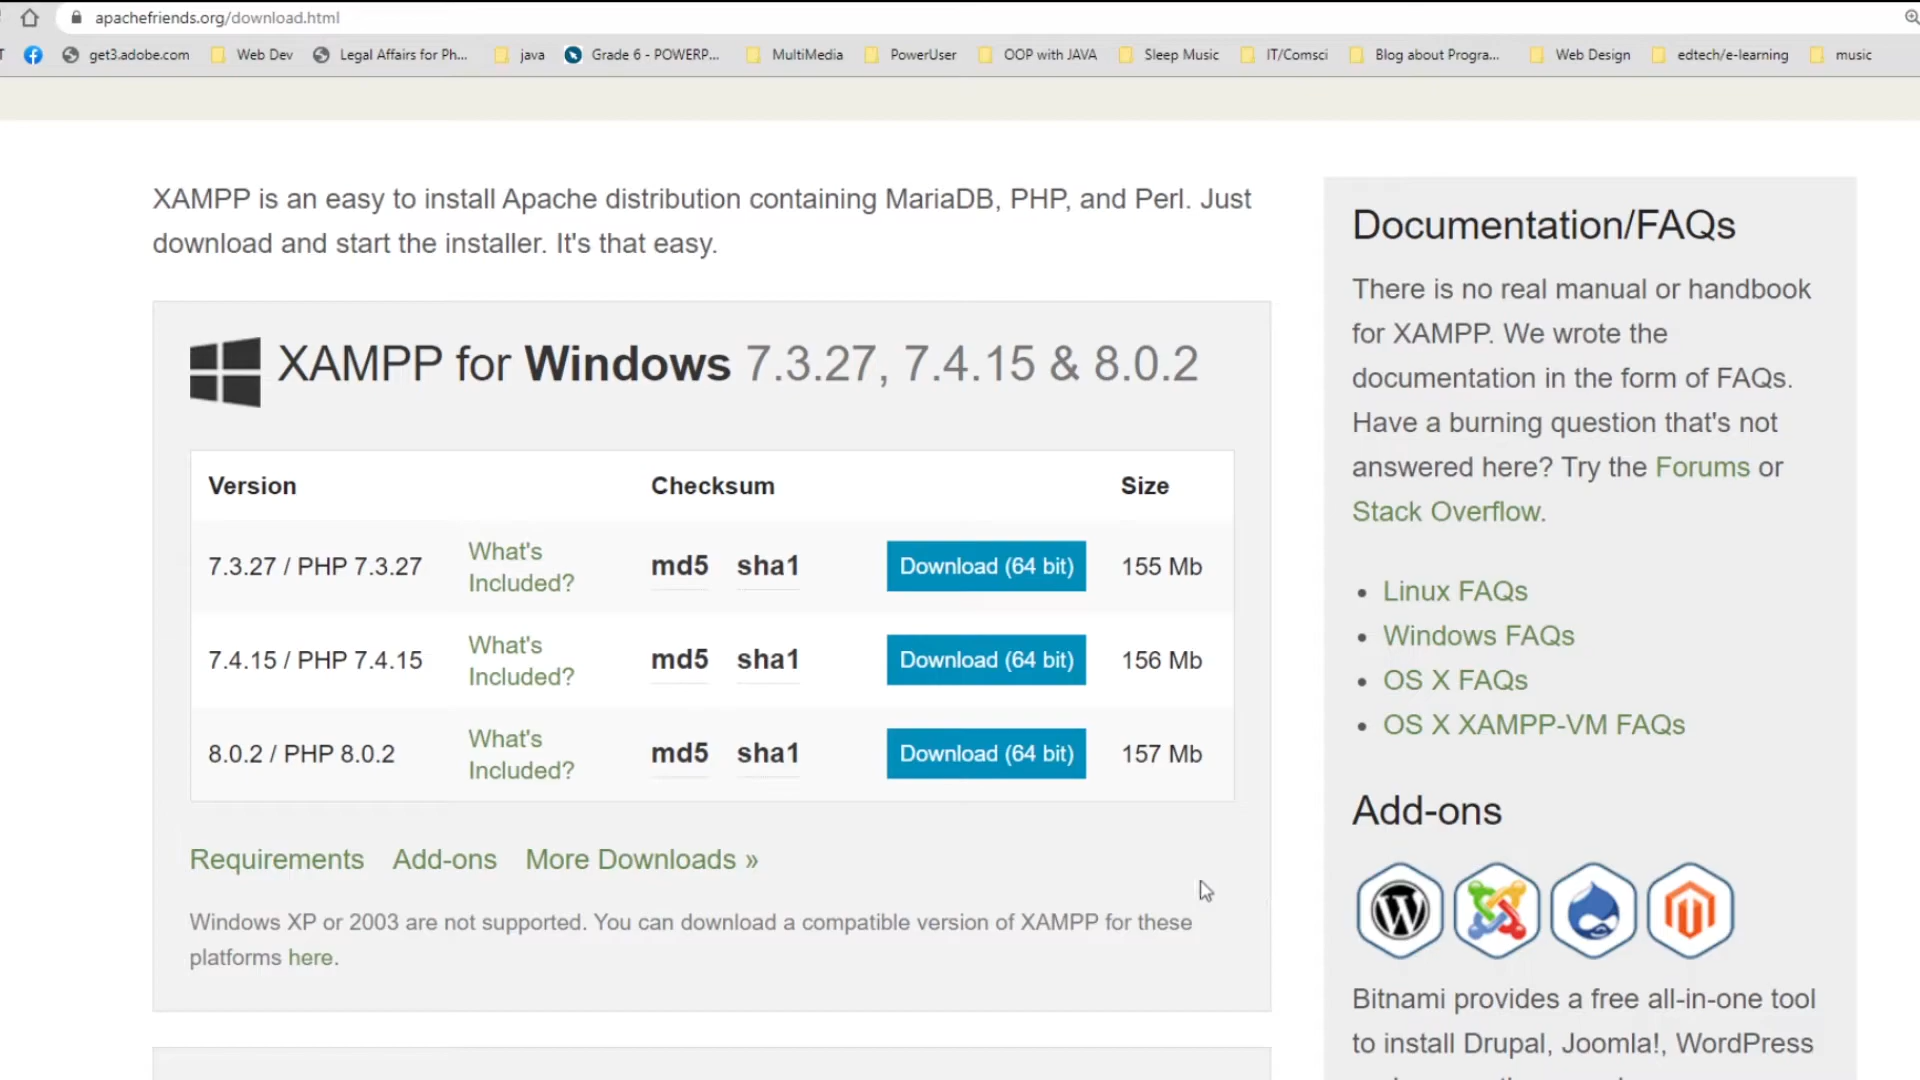 apachefriends.org/download.html
get3.adobe.com Web Dev Legal Affairs for Ph... java Grade 6 - POWERP... MultiMedia PowerUser OOP with JAVA Sleep Music IT/Comsci Blog about Progra... Web Design edtech/e-learning music
XAMPP is an easy to install Apache distribution containing MariaDB, PHP, and Perl. Just
download and start the installer. It's that easy.
XAMPP for Windows 7.3.27, 7.4.15 & 8.0.2
Version Checksum Size
7.3.27 / PHP 7.3.27 What's Included? md5 sha1 Download (64 bit) 155 Mb
7.4.15 / PHP 7.4.15 What's Included? md5 sha1 Download (64 bit) 156 Mb
8.0.2 / PHP 8.0.2 What's Included? md5 sha1 Download (64 bit) 157 Mb
Requirements Add-ons More Downloads »
Windows XP or 2003 are not supported. You can download a compatible version of XAMPP for these
platforms here.
Documentation/FAQs
There is no real manual or handbook
for XAMPP. We wrote the
documentation in the form of FAQs.
Have a burning question that's not
answered here? Try the Forums or
Stack Overflow.
• Linux FAQs
• Windows FAQs
• OS X FAQs
• OS X XAMPP-VM FAQs
Add-ons
Bitnami provides a free all-in-one tool
to install Drupal, Joomla!, WordPress